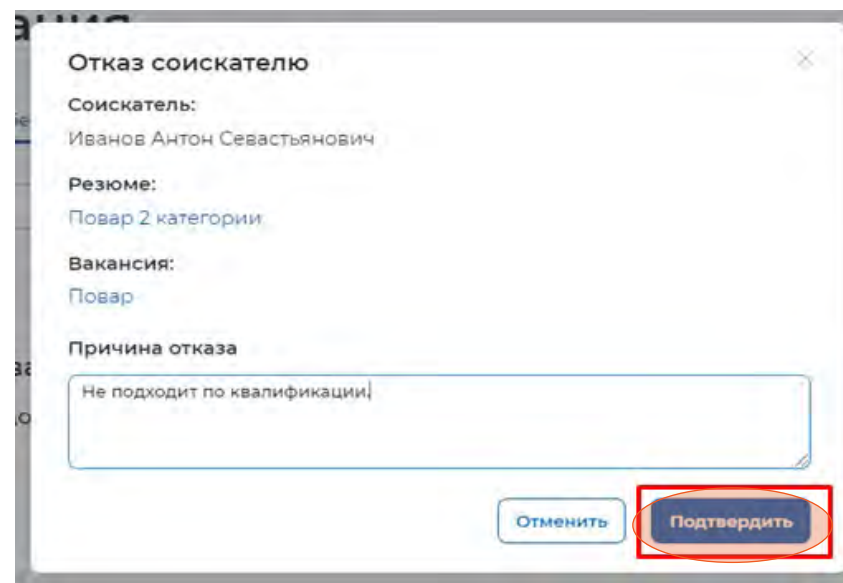 Отказ соискателю
Соискатель:
Иванов Антон Севастьянович
Резюме:
Повар 2 категории
Вакансия:
Повар
Причина отказа
Не подходит по квалификации.
Отменить
Подтвердить